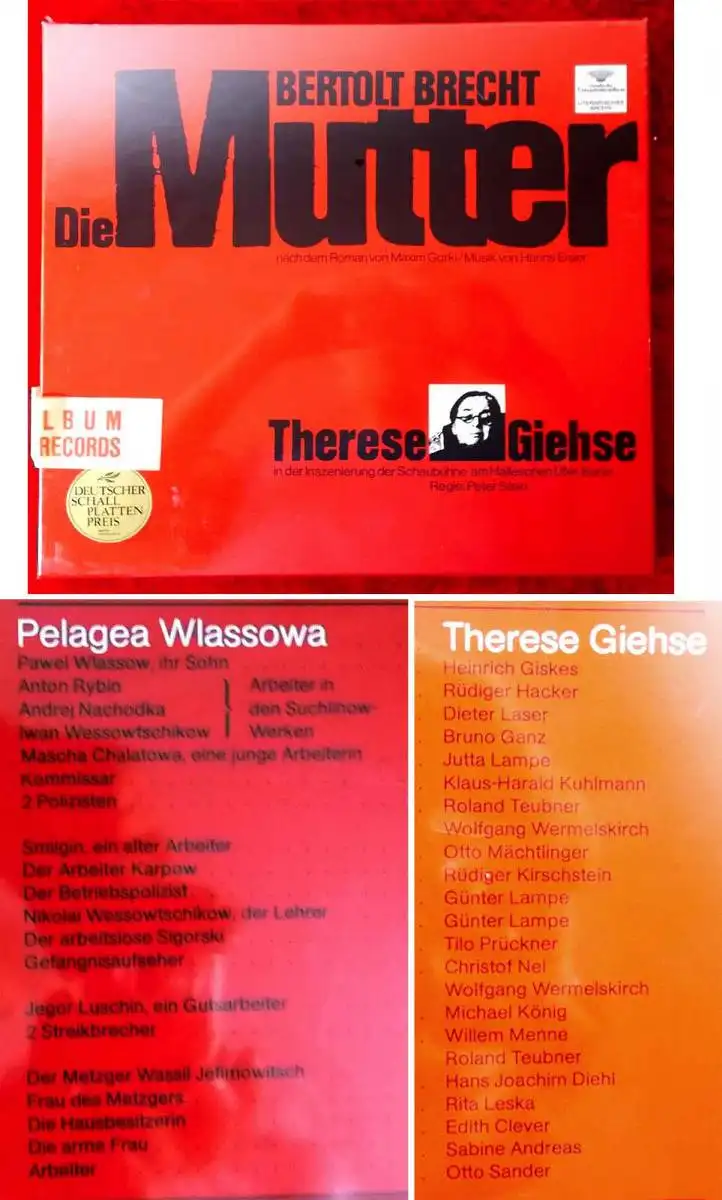 BERTOLT BRECHT
Die Mutter
nach dem Roman von Maxim Gorki/Musik von Hanns Eisler
LBUM
RECORDS
Therese Giehse
in der Inszenierung der Schaubühne am Halleschen Ufer Berlin
Regie: Peter Stein
DEUTSCHER
SCHALL
PLATTEN
PREIS
Pelagea Wlassowa
Pawel Wlassow, ihr Sohn
Anton Rybin
Andrej Nachodka
Iwan Wessowtschikow
Arbeiter in
den Suchlinow-
Werken
Mascha Chalatowa, eine junge Arbeiterin
Kommissar
2 Polizisten
Smilgin, ein alter Arbeiter
Der Arbeiter Karpow
Der Betriebspolizist
Nikolai Wessowtschikow, der Lehrer
Der arbeitslose Sigorski
Gefängnisaufseher
Jegor Luschin, ein Gutsarbeiter
2 Streikbrecher
Der Metzger Wasil Jefimowitsch
Frau des Metzgers
Die Hausbesitzerin
Die arme Frau
Arbeiter
Therese Giehse
Heinrich Giskes
Rüdiger Hacker
Dieter Laser
Bruno Ganz
Jutta Lampe
Klaus-Harald Kuhlmann
Roland Teubner
Wolfgang Wermelskirch
Otto Mächtlinger
Rüdiger Kirschstein
Günter Lampe
Günter Lampe
Tilo Prückner
Christof Nel
Wolfgang Wermelskirch
Michael König
Willem Menne
Roland Teubner
Hans Joachim Diehl
Rita Leska
Edith Clever
Sabine Andreas
Otto Sander